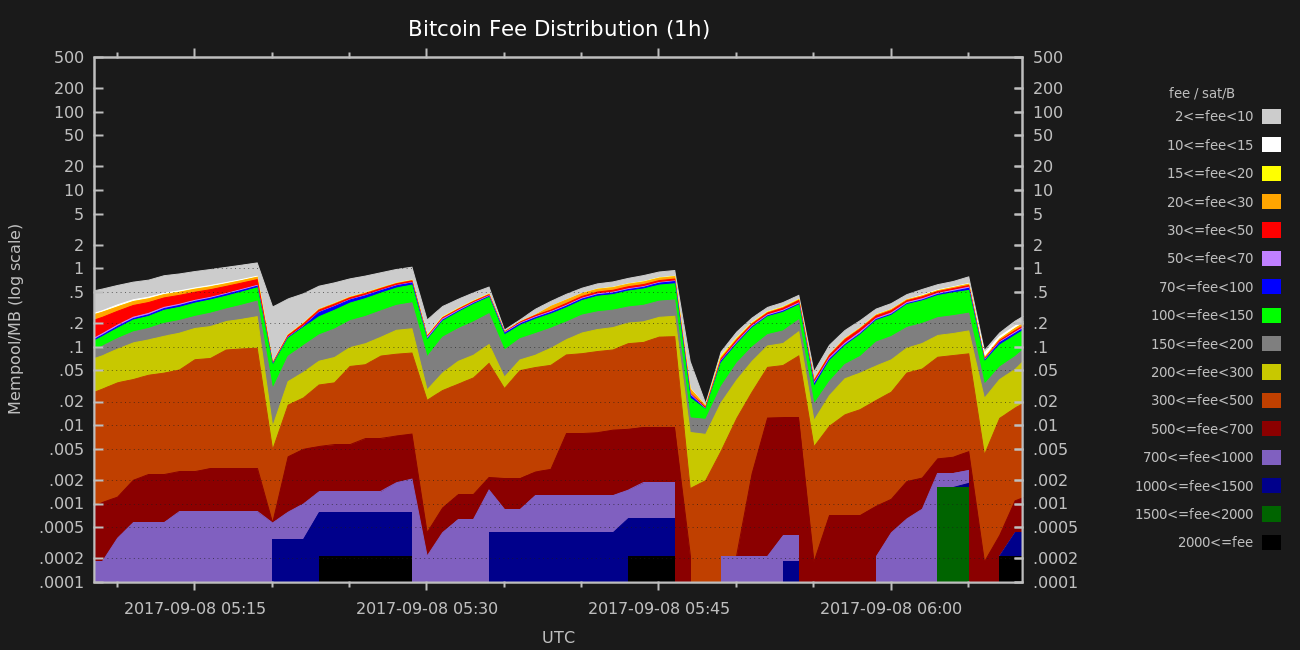 Bitcoin Fee Distribution (1h)
Mempool/MB (log scale)
500
200
100
50
20
10
5
2
1
.5
.2
.1
.05
.02
.01
.005
.002
.001
.0005
.0002
.0001
500
200
100
50
20
10
5
2
1
.5
.2
.1
.05
.02
.01
.005
.002
.001
.0005
.0002
.0001
2017-09-08 05:15
2017-09-08 05:30
2017-09-08 05:45
2017-09-08 06:00
UTC
fee / sat/B
2<=fee<10
10<=fee<15
15<=fee<20
20<=fee<30
30<=fee<50
50<=fee<70
70<=fee<100
100<=fee<150
150<=fee<200
200<=fee<300
300<=fee<500
500<=fee<700
700<=fee<1000
1000<=fee<1500
1500<=fee<2000
2000<=fee